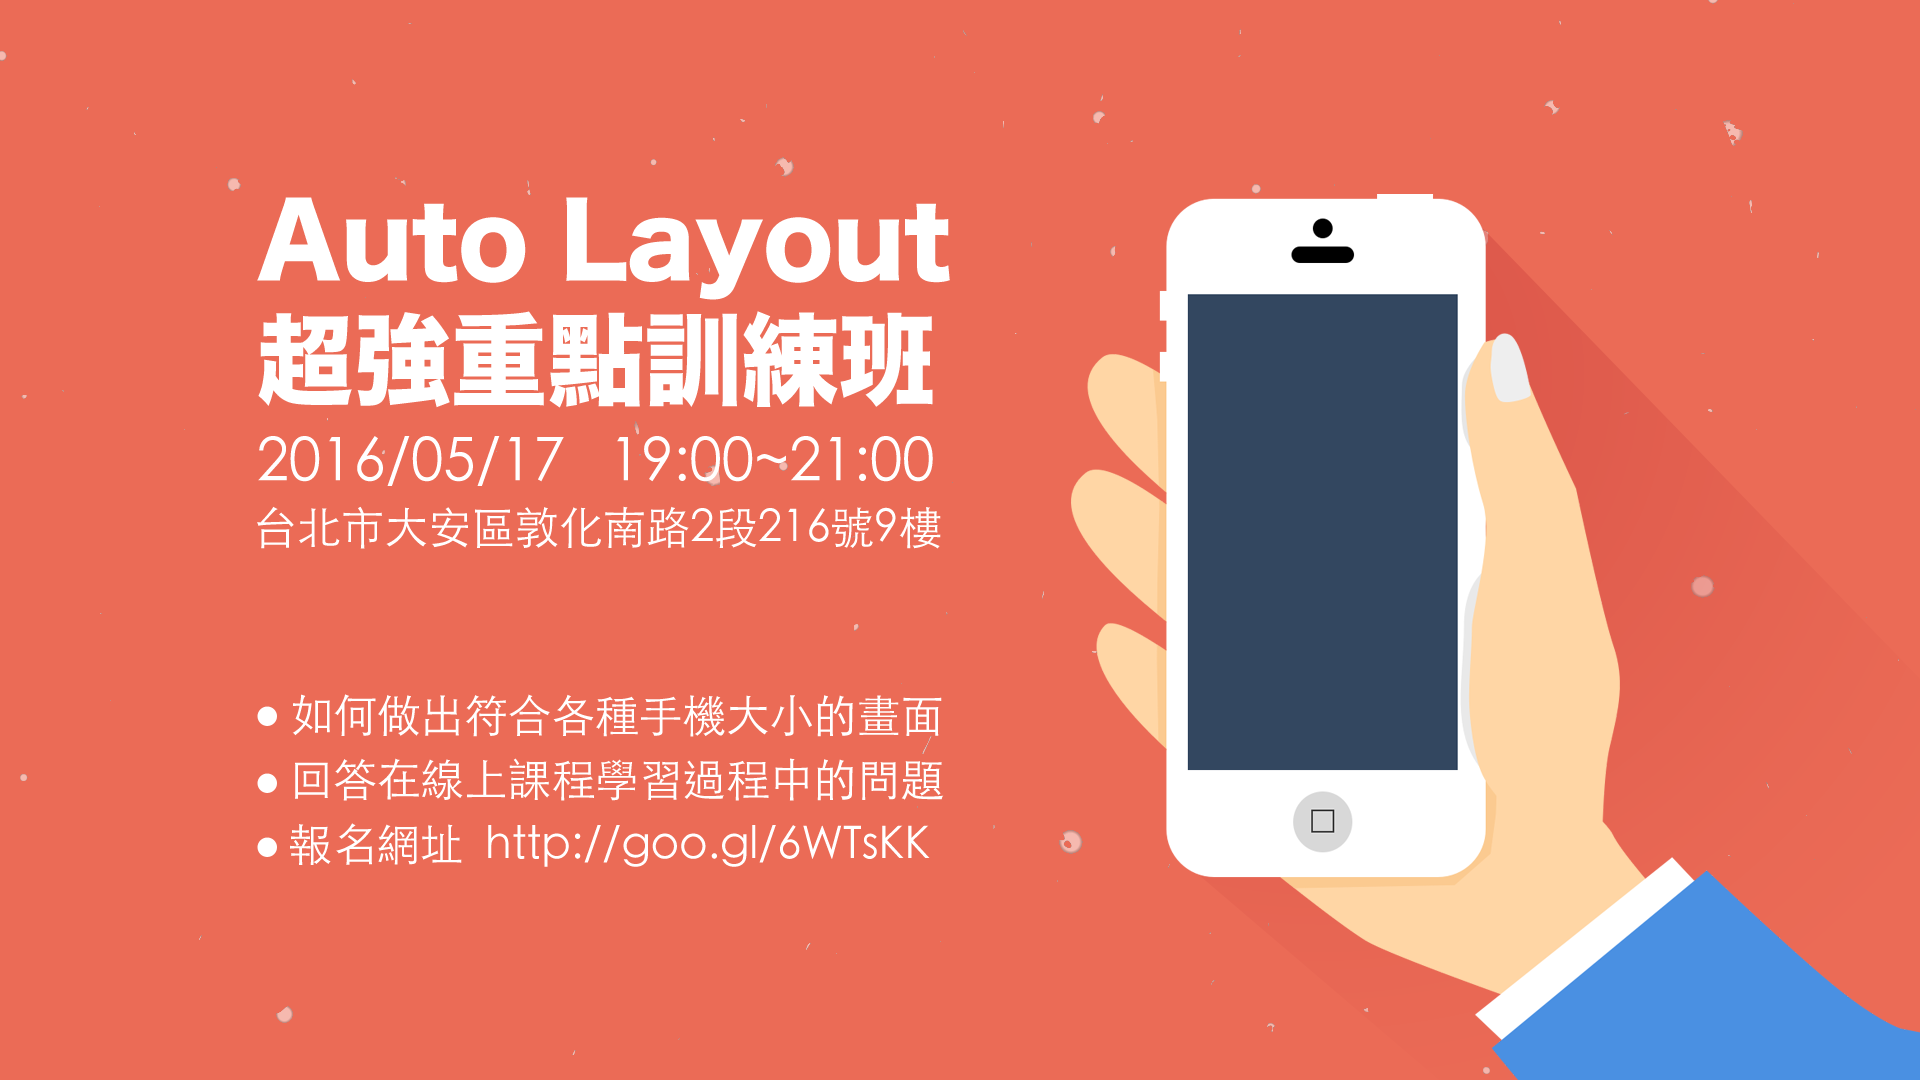 Auto Layout
超強重點訓練班
2016/05/17 19:00~21:00
台北市大安區敦化南路2段216號9樓
● 如何做出符合各種手機大小的畫面
● 回答在線上課程學習過程中的問題
● 報名網址 http://goo.gl/6WTsKK